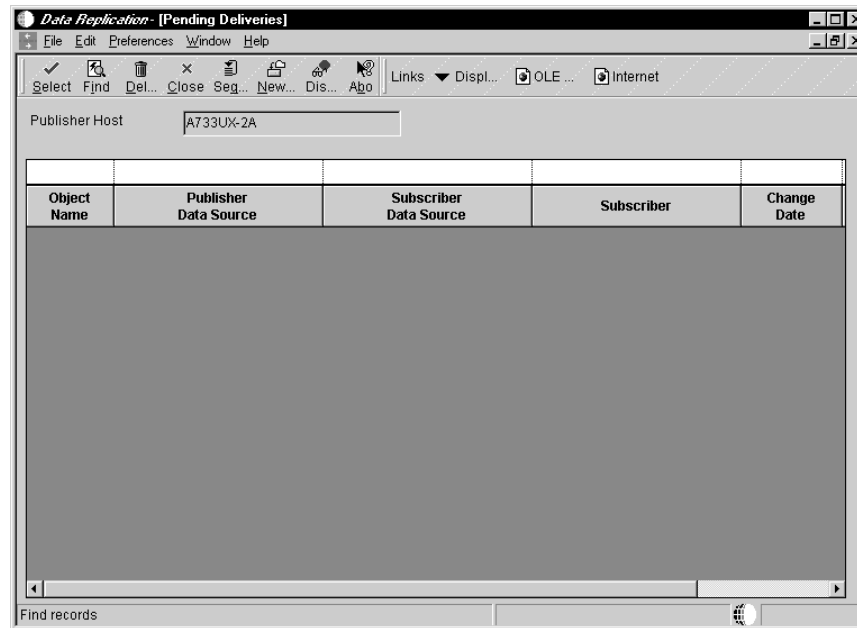 Data Replication - [Pending Deliveries]
File Edit Preferences Window Help
Select Find Del... Close Seq... New... Dis... Abo Links Displ... OLE ... Internet
Publisher Host A733UX-2A
Object Name Publisher Data Source Subscriber Data Source Subscriber Change Date
Find records